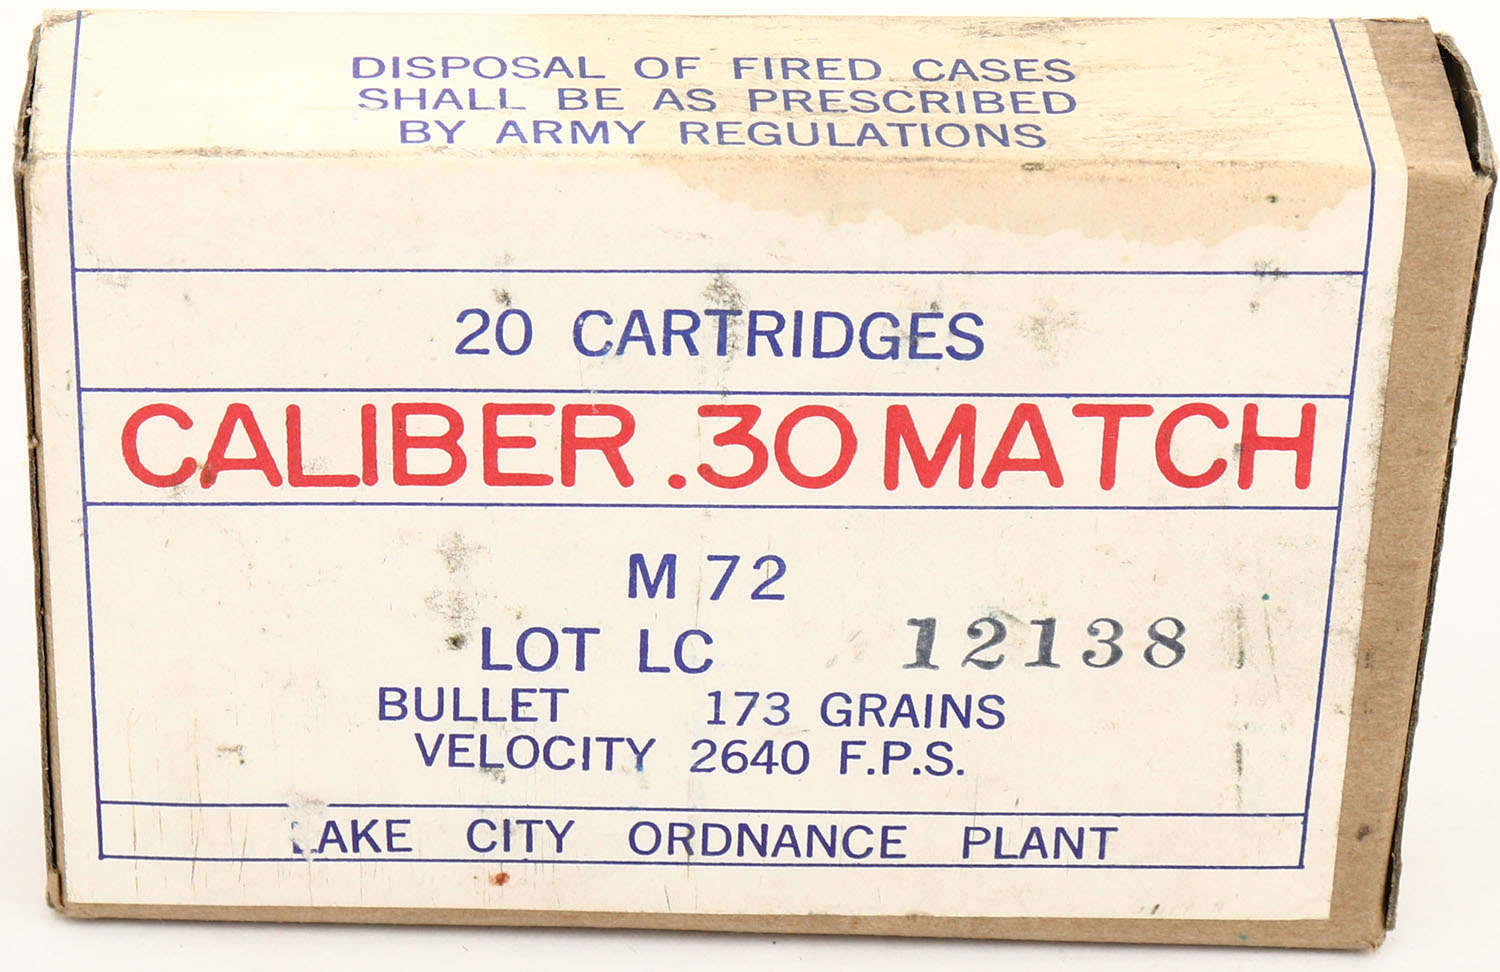 DISPOSAL OF FIRED CASES
SHALL BE AS PRESCRIBED
BY ARMY REGULATIONS
20 CARTRIDGES
CALIBER .30 MATCH
M 72
LOT LC 12138
BULLET 173 GRAINS
VELOCITY 2640 F.P.S.
LAKE CITY ORDNANCE PLANT